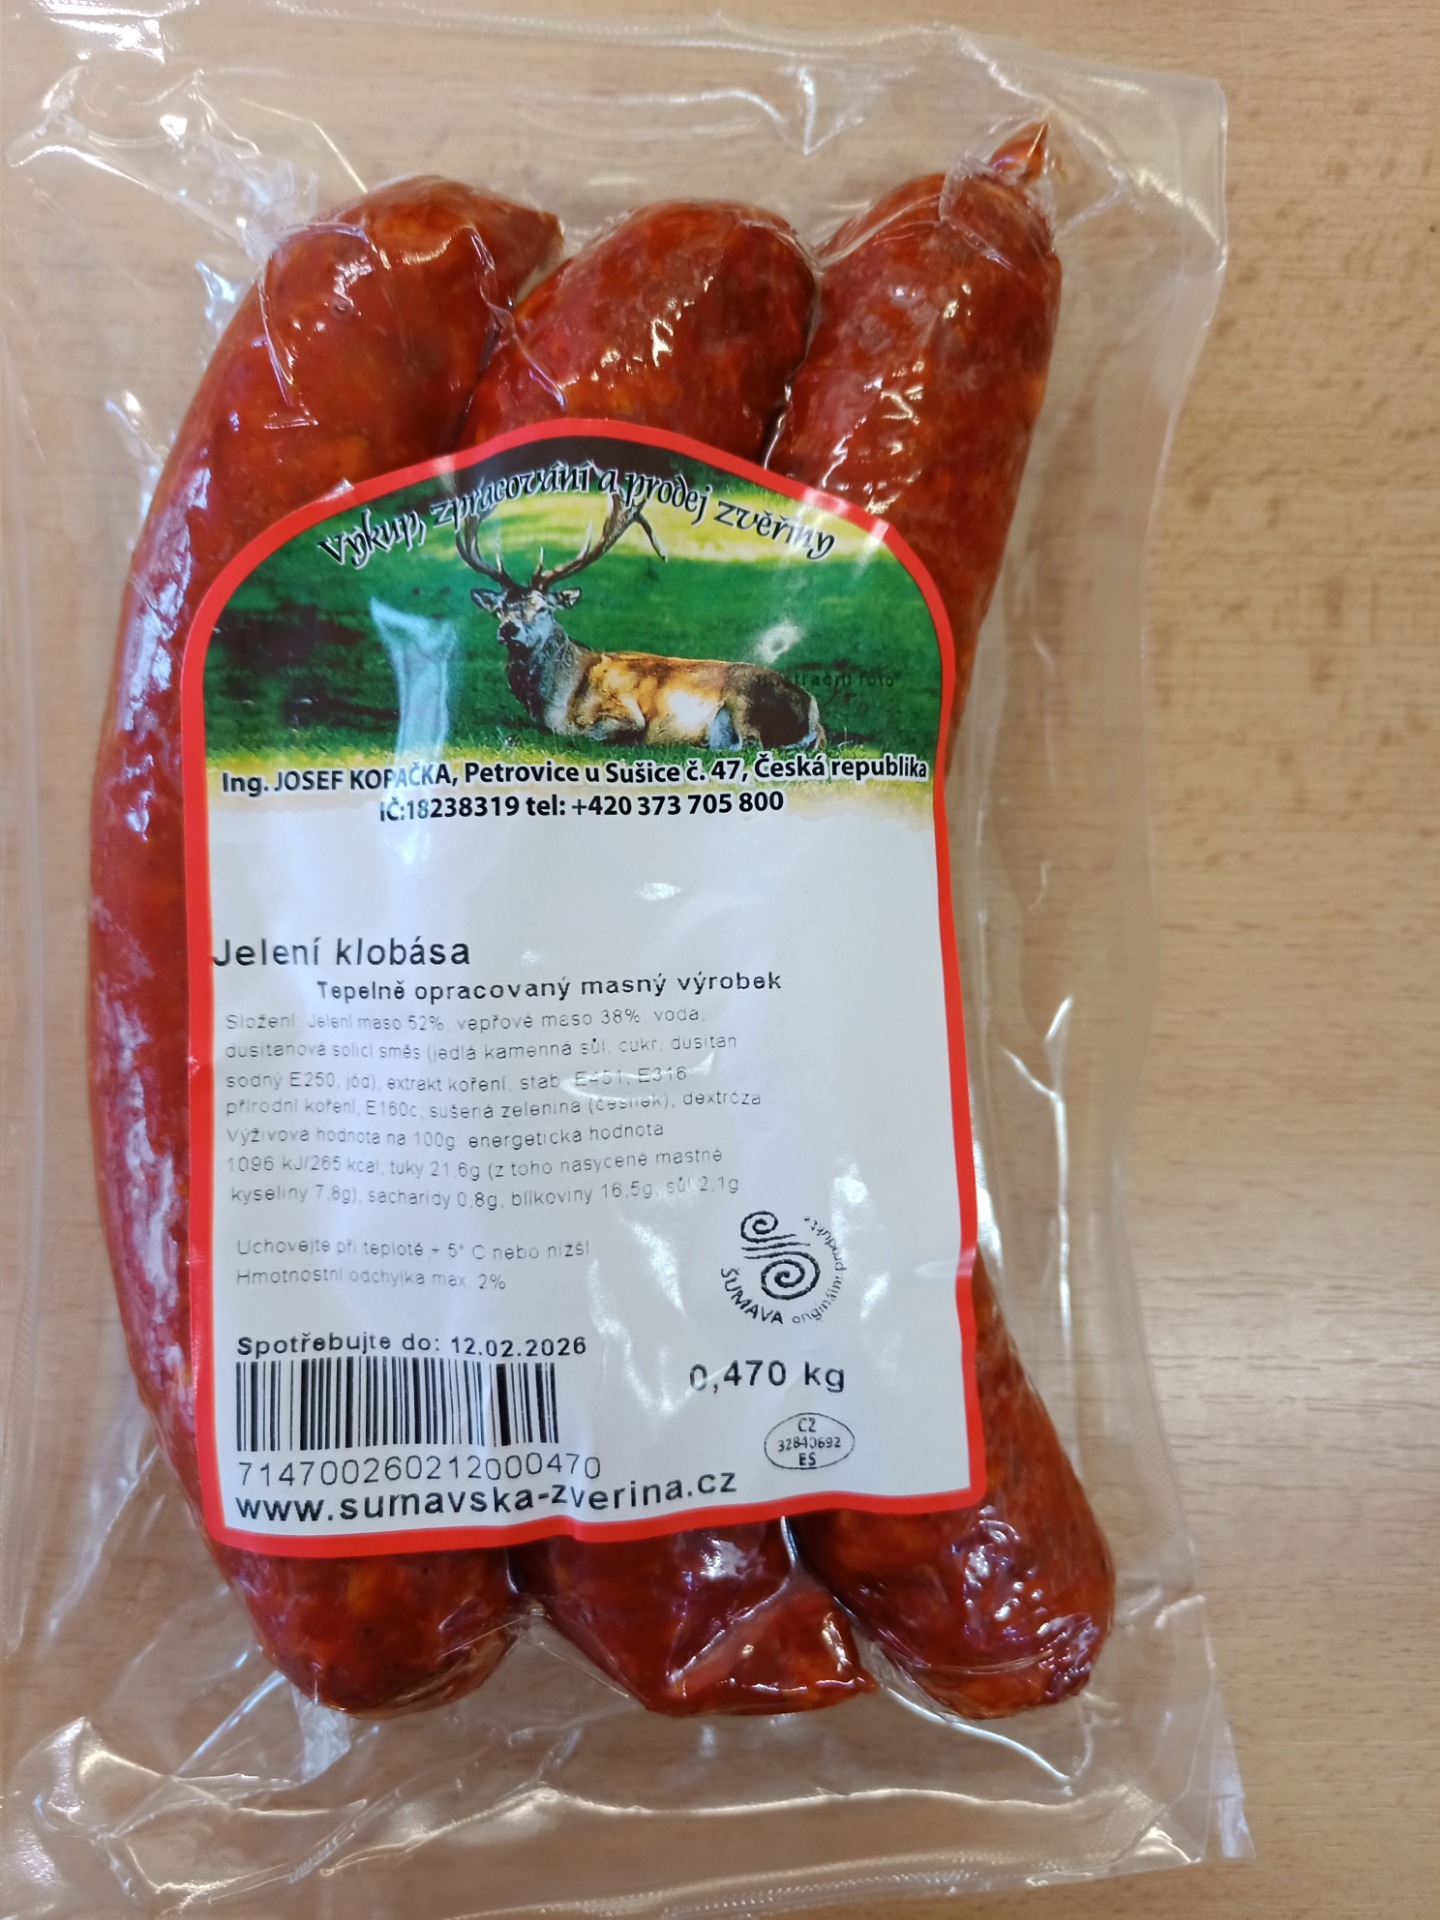 Výkup, zpracování a prodej zvěřiny
foto
Ing. JOSEF KOPAČKA, Petrovice u Sušice č. 47, Česká republika
IČ:18238319 tel: +420 373 705 800
Jelení klobása
Tepelně opracovaný masný výrobek
Složení: Jelení maso 52%, vepřové maso 38%, voda,
dusitanová solící směs (jedlá kamenná sůl, cukr, dusitan
sodný E250, jód), extrakt koření, stab. E451, E316
přírodní koření, E160c, sušená zelenina (česnek), dextróza
Výživová hodnota na 100g: energetická hodnota
1096 kJ/265 kcal, tuky 21,6g (z toho nasycené mastné
kyseliny 7,8g), sacharidy 0,8g, bílkoviny 16,5g, sůl 2,1g
Uchovejte při teplotě + 5° C nebo nižší
Hmotnostní odchylka max. 2%
ŠUMAVA originální produkt
Spotřebujte do: 12.02.2026
0,470 kg
CZ
32840692
ES
7147002602120004​70
www.sumavska-zverina.cz